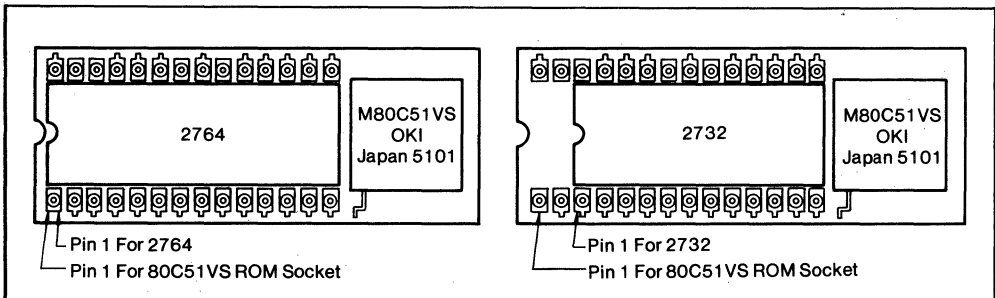 2764
M80C51VS
OKI
Japan 5101
Pin 1 For 2764
Pin 1 For 80C51VS ROM Socket
2732
M80C51VS
OKI
Japan 5101
Pin 1 For 2732
Pin 1 For 80C51VS ROM Socket